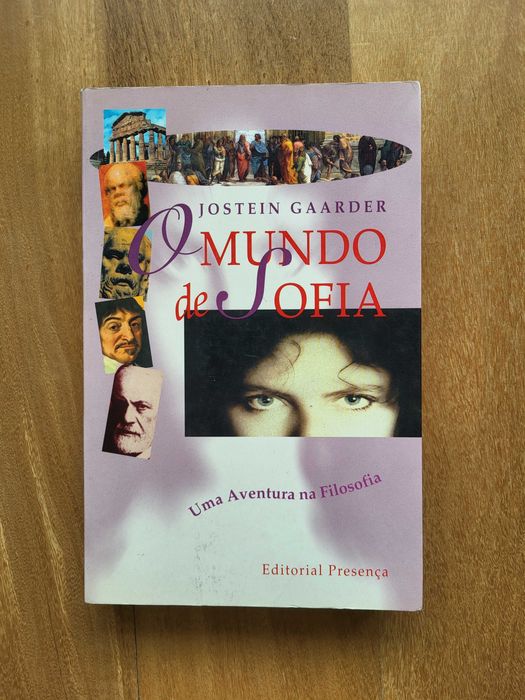 JOSTEIN GAARDER
O MUNDO
de SOFIA
Uma Aventura na Filosofia
Editorial Presença